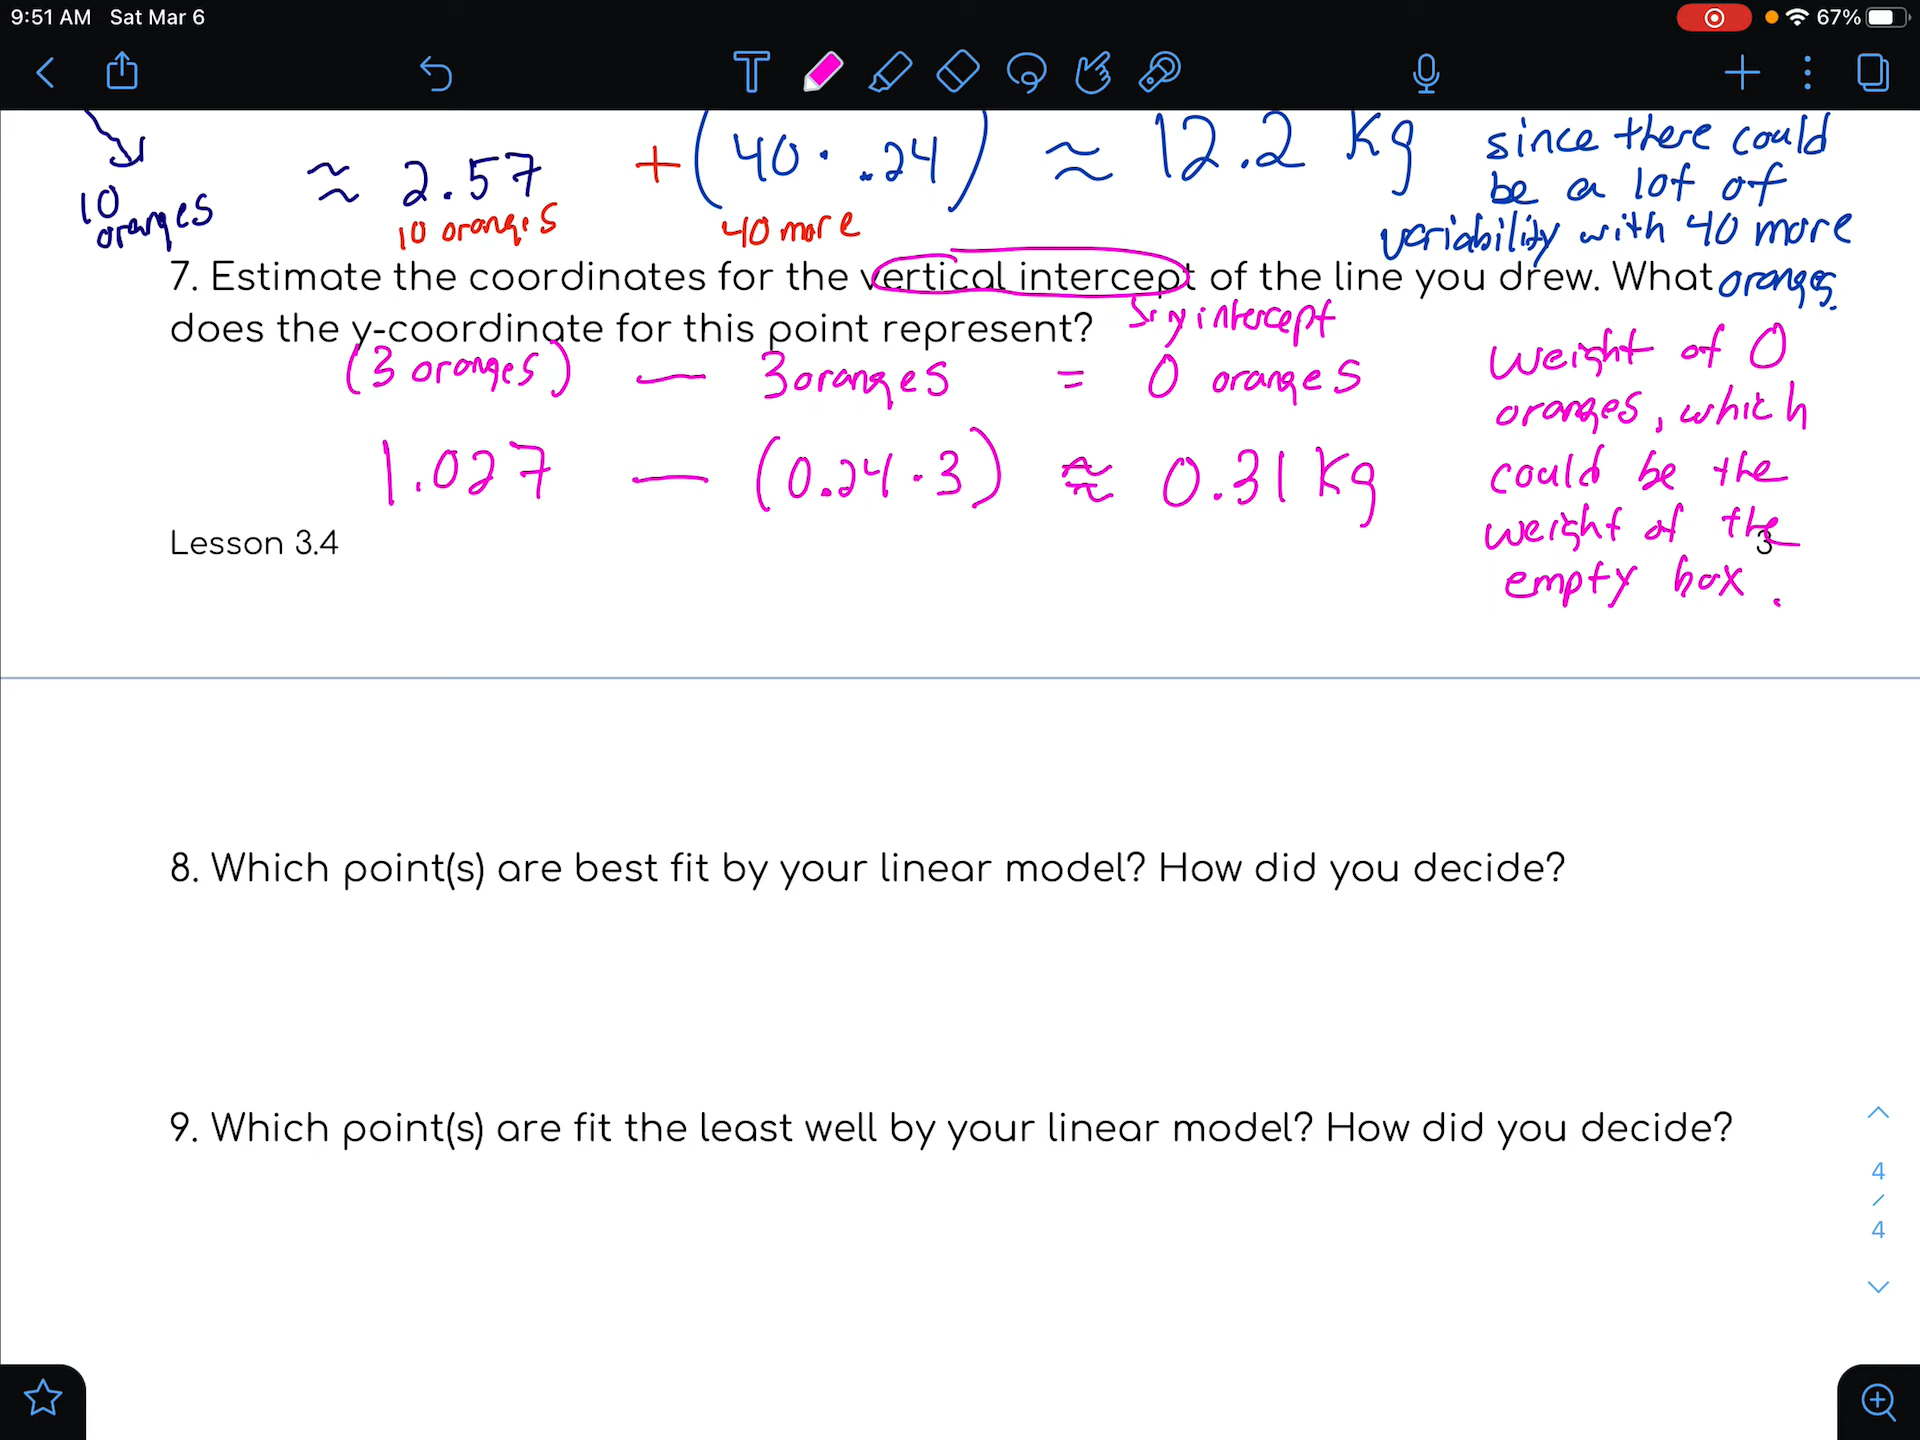 9:51 AM Sat Mar 6
67%
T
≈ 2.57 + (40 · .24) ≈ 12.2 Kg
10 oranges
10 oranges
40 more
since there could
be a lot of
variability with 40 more
oranges.
7. Estimate the coordinates for the vertical intercept of the line you drew. What
does the y-coordinate for this point represent?
y intercept
(3 oranges) — 3 oranges = 0 oranges
1.027 — (0.24 · 3) ≈ 0.31 Kg
weight of 0
oranges, which
could be the
weight of the
empty box.
Lesson 3.4
3
8. Which point(s) are best fit by your linear model? How did you decide?
9. Which point(s) are fit the least well by your linear model? How did you decide?
4
/
4